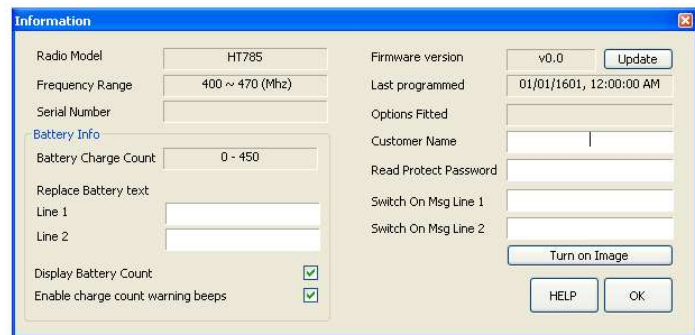 Information
Radio Model HT785
Frequency Range 400 ~ 470 (Mhz)
Serial Number
Battery Info
Battery Charge Count 0 - 450
Replace Battery text
Line 1
Line 2
Display Battery Count
Enable charge count warning beeps
Firmware version v0.0 Update
Last programmed 01/01/1601, 12:00:00 AM
Options Fitted
Customer Name
Read Protect Password
Switch On Msg Line 1
Switch On Msg Line 2
Turn on Image
HELP OK